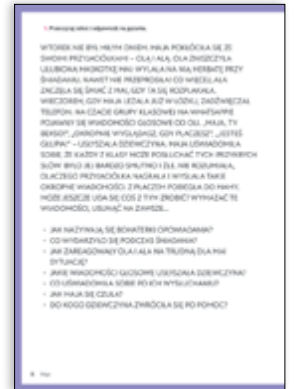 1. Przeczytaj tekst i odpowiedz na pytania.
WTOREK NIE BYŁ MIŁYM DNIEM. MAJA POKŁÓCIŁA SIĘ ZE
SWOIMI PRZYJACIÓŁKAMI – OLĄ I ALĄ. OLA ZNISZCZYŁA
ULUBIONĄ MASKOTKĘ MAI: WYLAŁA NA NIĄ HERBATĘ PRZY
ŚNIADANIU. NAWET NIE PRZEPROSIŁA! CO WIĘCEJ, ALA
ZACZĘŁA SIĘ ŚMIAĆ Z MAI, GDY TA SIĘ ROZPŁAKAŁA.
WIECZOREM, GDY MAJA LEŻAŁA JUŻ W ŁÓŻKU, ZADŹWIĘCZAŁ
TELEFON. NA CZACIE GRUPY KLASOWEJ NA WHATSAPPIE
POJAWIŁY SIĘ WIADOMOŚCI GŁOSOWE OD OLI. „MAJA, TY
BEKSO!", „OKROPNIE WYGLĄDASZ, GDY PŁACZESZ", „JESTEŚ
GŁUPIA!" – USŁYSZAŁA DZIEWCZYNA. MAJA UŚWIADOMIŁA
SOBIE, ŻE KAŻDY Z KLASY MOŻE POSŁUCHAĆ TYCH PRZYKRYCH
SŁÓW. BYŁO JEJ BARDZO SMUTNO I ŹLE. NIE ROZUMIAŁA,
DLACZEGO PRZYJACIÓŁKA NAGRAŁA I WYSŁAŁA TAKIE
OKROPNE WIADOMOŚCI. Z PŁACZEM POBIEGŁA DO MAMY.
MOŻE JESZCZE UDA SIĘ COŚ Z TYM ZROBIĆ? WYMAZAĆ TE
WIADOMOŚCI, USUNĄĆ NA ZAWSZE...
- JAK NAZYWAJĄ SIĘ BOHATERKI OPOWIADANIA?
- CO WYDARZYŁO SIĘ PODCZAS ŚNIADANIA?
- JAK ZAREAGOWAŁY OLA I ALA NA TRUDNĄ DLA MAI
SYTUACJĘ?
- JAKIE WIADOMOŚCI GŁOSOWE USŁYSZAŁA DZIEWCZYNA?
- CO UŚWIADOMIŁA SOBIE PO ICH WYSŁUCHANIU?
- JAK MAJA SIĘ CZUŁA?
- DO KOGO DZIEWCZYNA ZWRÓCIŁA SIĘ PO POMOC?